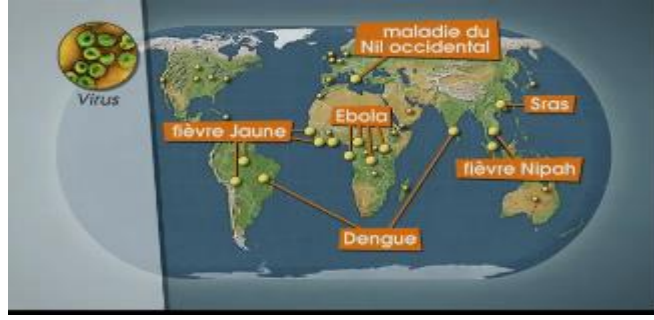 maladie du
Nil occidental
Virus
Ebola
Sras
fièvre Jaune
fièvre Nipah
Dengue